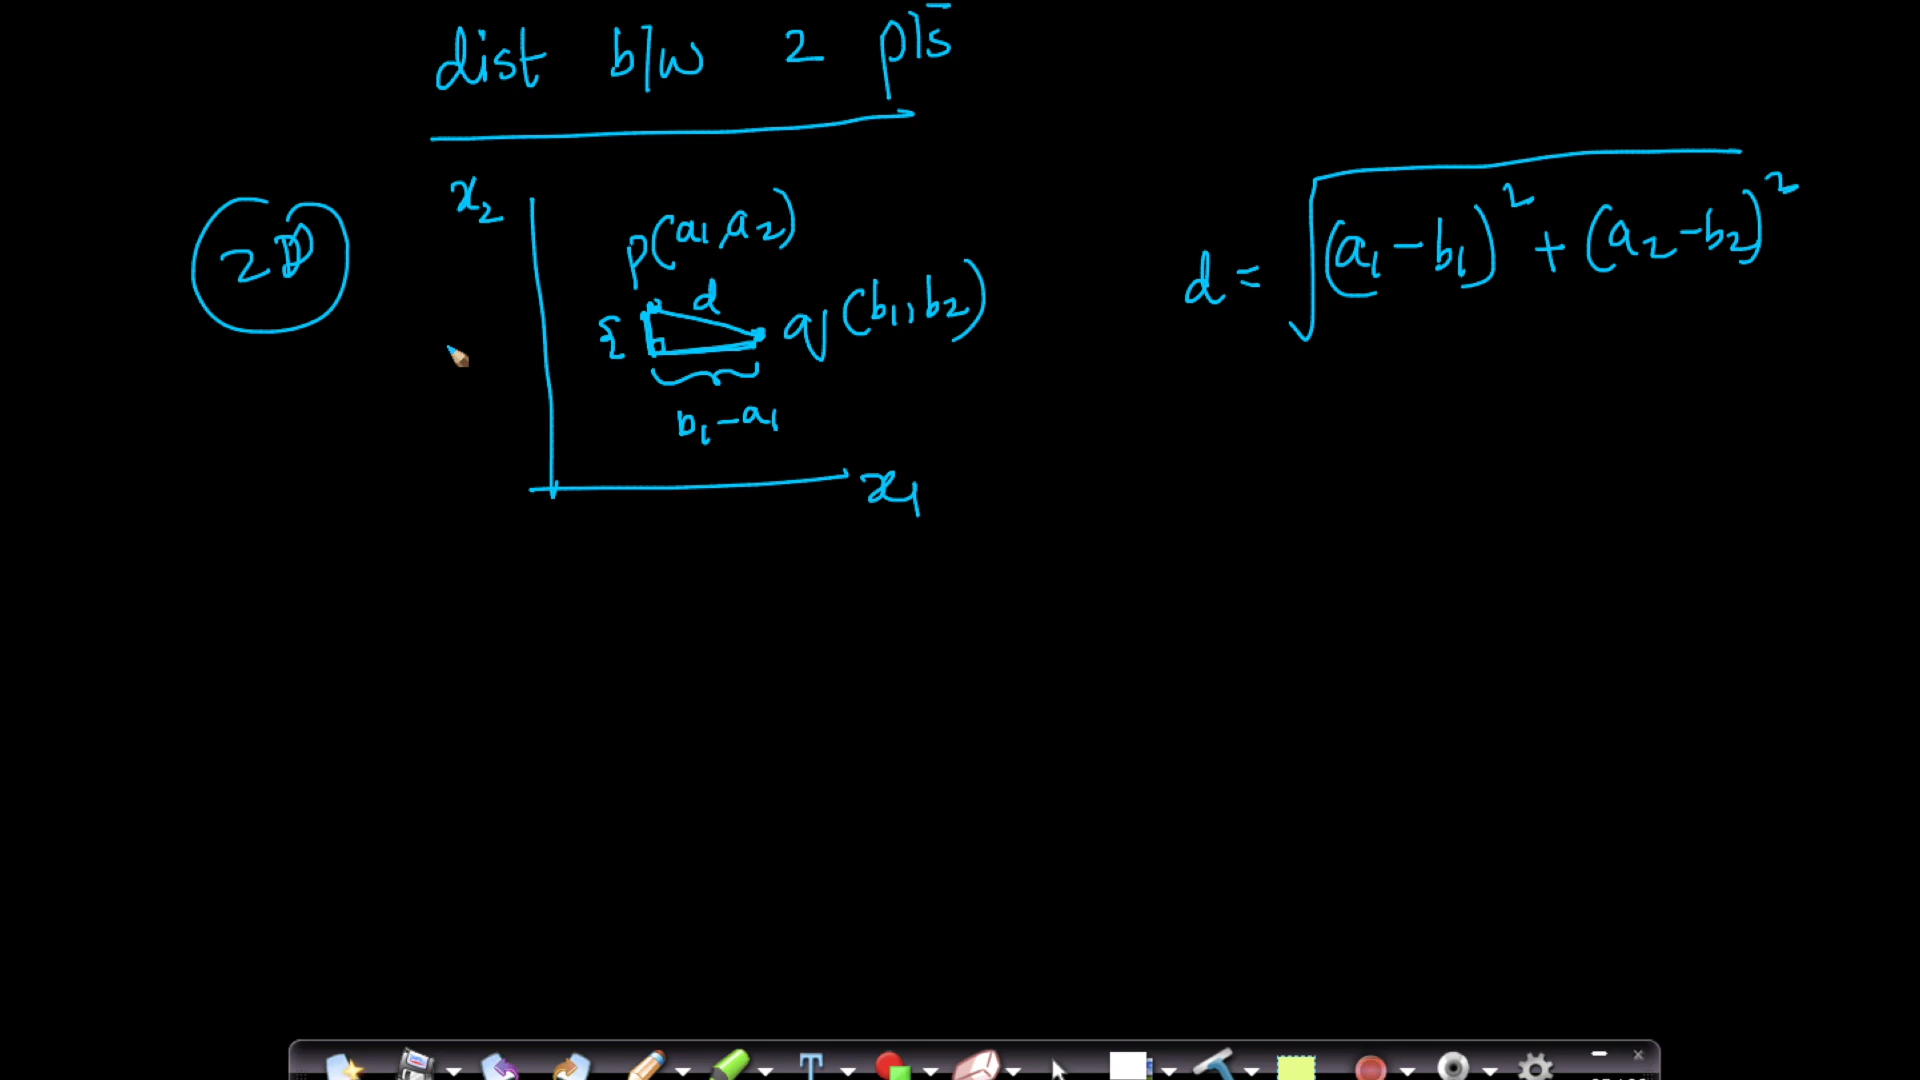 dist b/w 2 pts
2D
x₂
p(a₁,a₂)
d
q(b₁,b₂)
b₁-a₁
x₁
d = √(a₁-b₁)² + (a₂-b₂)²
T